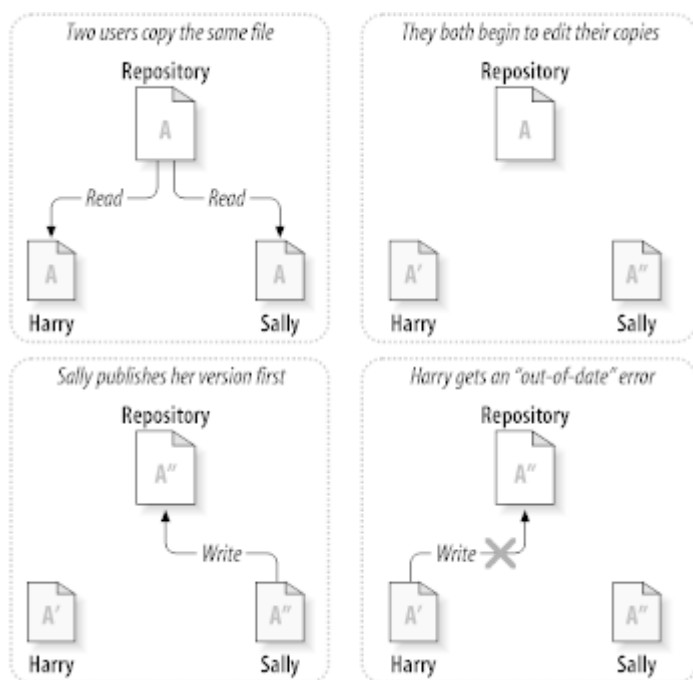 Two users copy the same file
Repository
A
Read
Read
A
A
Harry
Sally
They both begin to edit their copies
Repository
A
A'
A"
Harry
Sally
Sally publishes her version first
Repository
A"
Write
A'
A"
Harry
Sally
Harry gets an “out-of-date” error
Repository
A"
Write
A'
A"
Harry
Sally